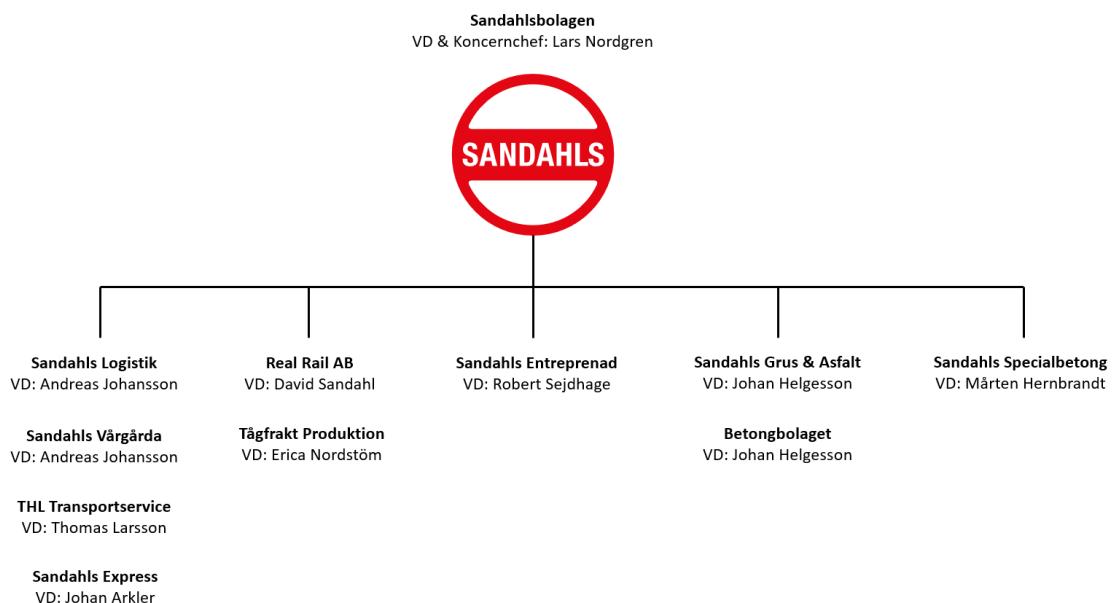 Sandahlsbolagen
VD & Koncernchef: Lars Nordgren
SANDAHLS
Sandahls Logistik
VD: Andreas Johansson
Sandahls Vårgårda
VD: Andreas Johansson
THL Transportservice
VD: Thomas Larsson
Sandahls Express
VD: Johan Arkler
Real Rail AB
VD: David Sandahl
Tågfrakt Produktion
VD: Erica Nordstöm
Sandahls Entreprenad
VD: Robert Sejdhage
Sandahls Grus & Asfalt
VD: Johan Helgesson
Betongbolaget
VD: Johan Helgesson
Sandahls Specialbetong
VD: Mårten Hernbrandt